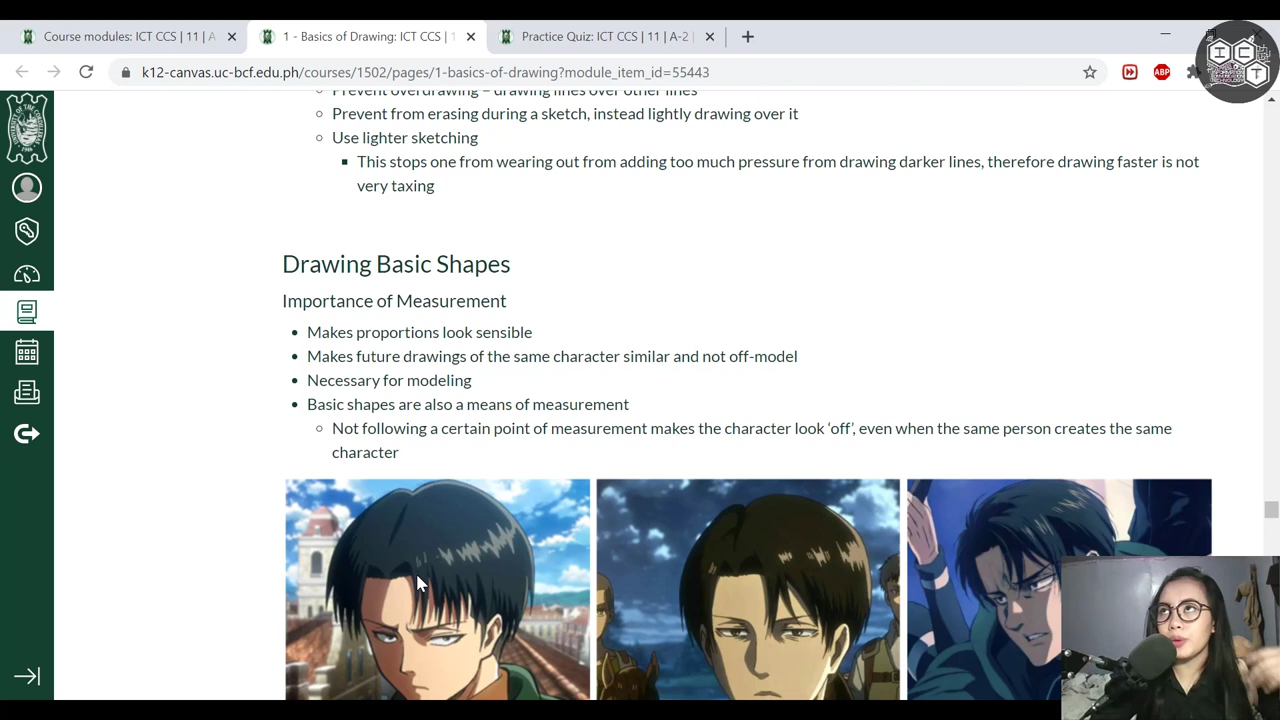 Course modules: ICT CCS | 11 | A
1 - Basics of Drawing: ICT CCS | 1
Practice Quiz: ICT CCS | 11 | A-2 |
k12-canvas.uc-bcf.edu.ph/courses/1502/pages/1-basics-of-drawing?module_item_id=55443
ABP
ICT
Prevent overdrawing – drawing lines over other lines
Prevent from erasing during a sketch, instead lightly drawing over it
Use lighter sketching
This stops one from wearing out from adding too much pressure from drawing darker lines, therefore drawing faster is not
very taxing
Drawing Basic Shapes
Importance of Measurement
Makes proportions look sensible
Makes future drawings of the same character similar and not off-model
Necessary for modeling
Basic shapes are also a means of measurement
Not following a certain point of measurement makes the character look ‘off’, even when the same person creates the same
character